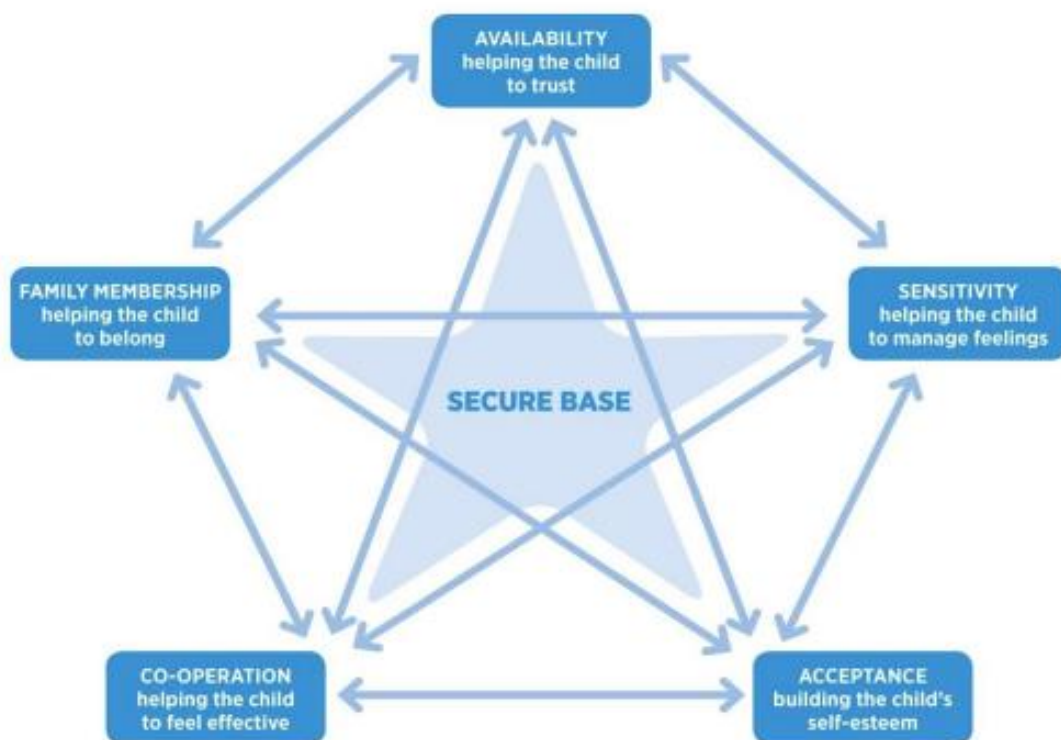 AVAILABILITY
helping the child
to trust
FAMILY MEMBERSHIP
helping the child
to belong
SENSITIVITY
helping the child
to manage feelings
SECURE BASE
CO-OPERATION
helping the child
to feel effective
ACCEPTANCE
building the child's
self-esteem